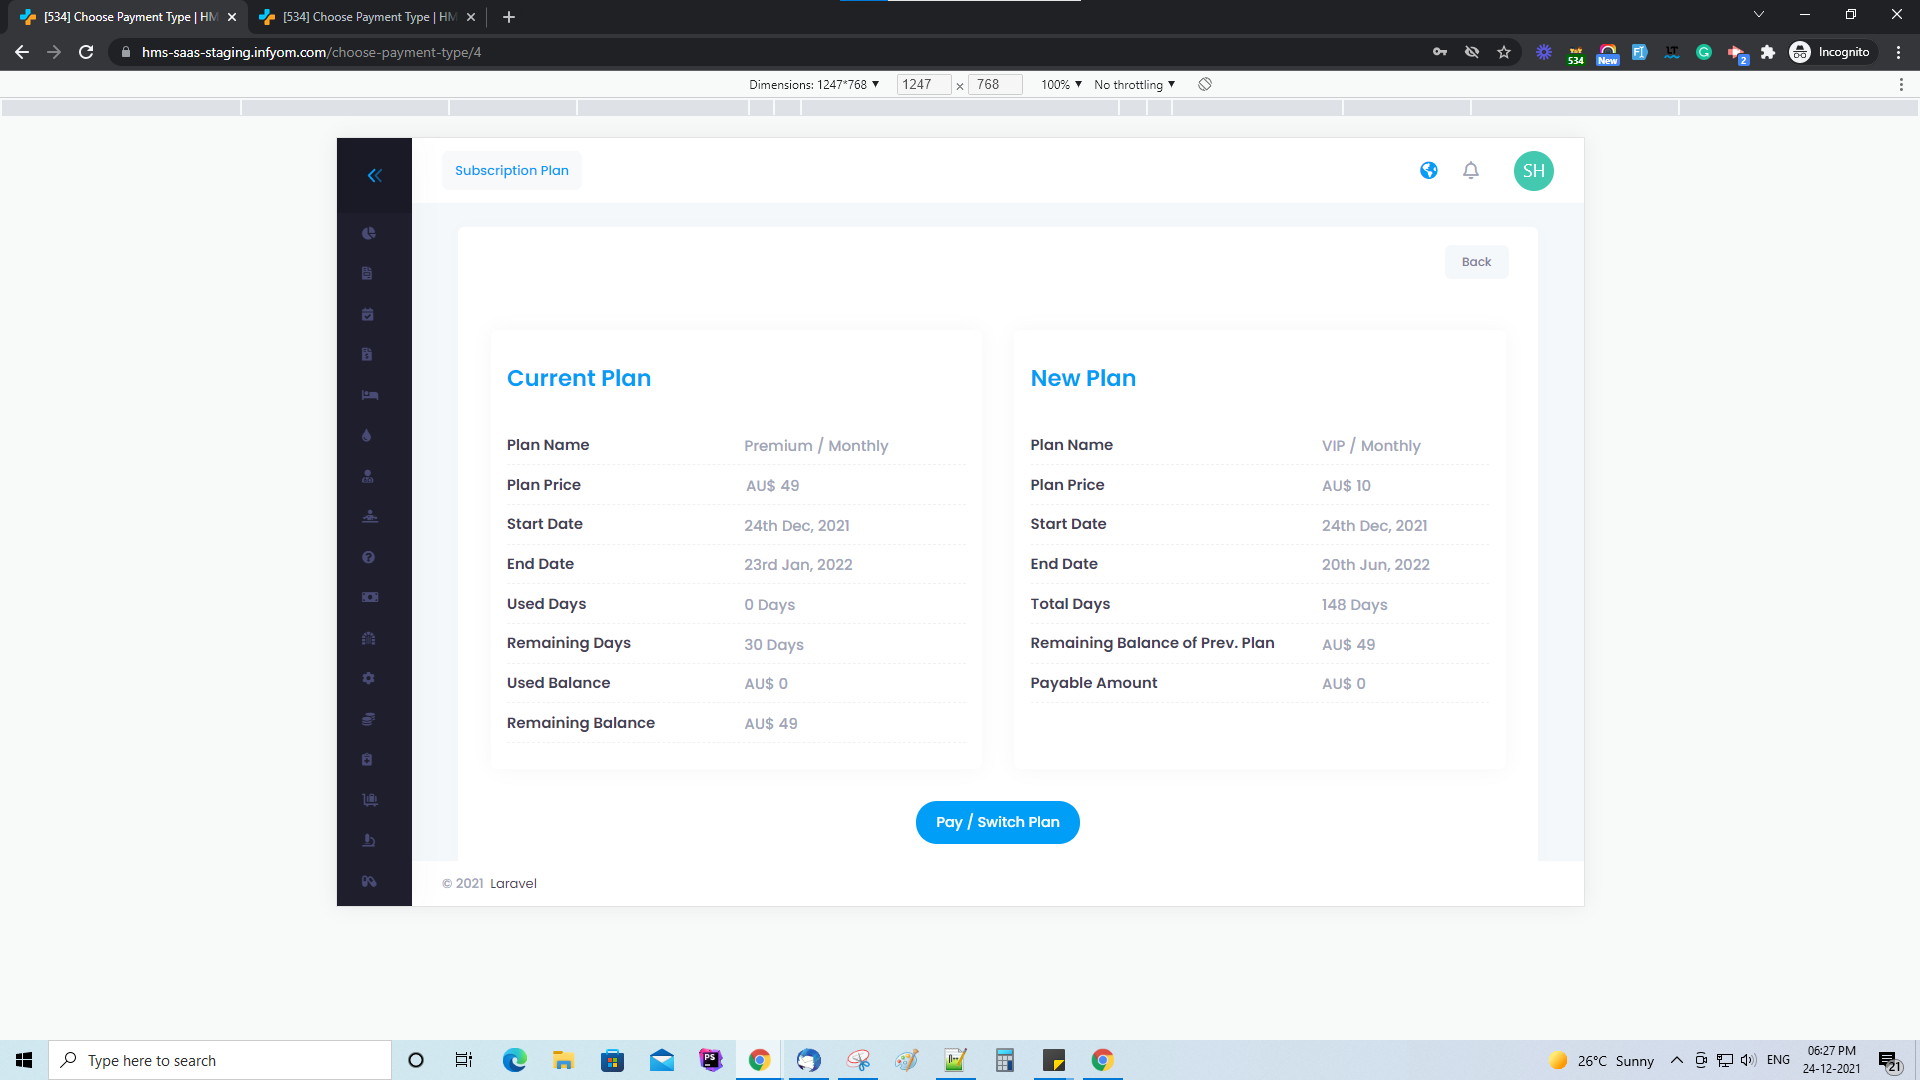 [534] Choose Payment Type | HM
[534] Choose Payment Type | HM
hms-saas-staging.infyom.com/choose-payment-type/4
534
New
2
Incognito
Dimensions: 1247*768 ▼
1247 × 768
100% ▼
No throttling ▼
Subscription Plan
SH
Back
Current Plan
Plan Name Premium / Monthly
Plan Price AU$ 49
Start Date 24th Dec, 2021
End Date 23rd Jan, 2022
Used Days 0 Days
Remaining Days 30 Days
Used Balance AU$ 0
Remaining Balance AU$ 49
New Plan
Plan Name VIP / Monthly
Plan Price AU$ 10
Start Date 24th Dec, 2021
End Date 20th Jun, 2022
Total Days 148 Days
Remaining Balance of Prev. Plan AU$ 49
Payable Amount AU$ 0
Pay / Switch Plan
© 2021 Laravel
Type here to search
PS
26°C Sunny
ENG
06:27 PM
24-12-2021
21